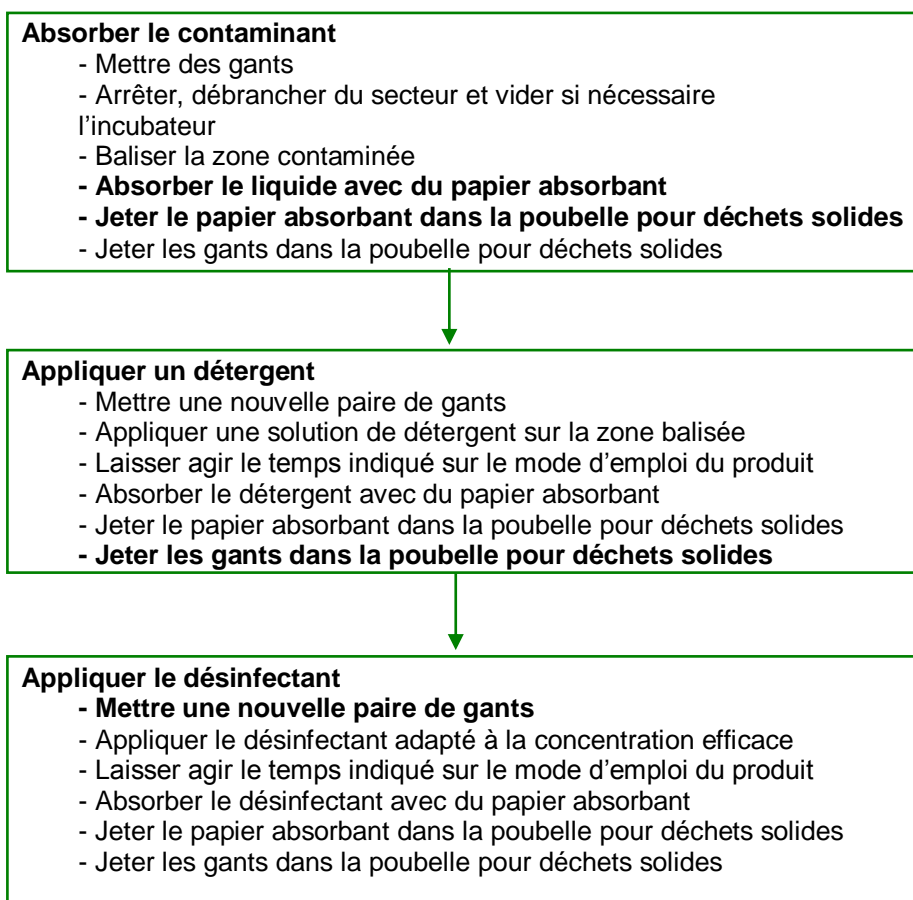 Absorber le contaminant
- Mettre des gants
- Arrêter, débrancher du secteur et vider si nécessaire
l’incubateur
- Baliser la zone contaminée
- Absorber le liquide avec du papier absorbant
- Jeter le papier absorbant dans la poubelle pour déchets solides
- Jeter les gants dans la poubelle pour déchets solides
Appliquer un détergent
- Mettre une nouvelle paire de gants
- Appliquer une solution de détergent sur la zone balisée
- Laisser agir le temps indiqué sur le mode d’emploi du produit
- Absorber le détergent avec du papier absorbant
- Jeter le papier absorbant dans la poubelle pour déchets solides
- Jeter les gants dans la poubelle pour déchets solides
Appliquer le désinfectant
- Mettre une nouvelle paire de gants
- Appliquer le désinfectant adapté à la concentration efficace
- Laisser agir le temps indiqué sur le mode d’emploi du produit
- Absorber le désinfectant avec du papier absorbant
- Jeter le papier absorbant dans la poubelle pour déchets solides
- Jeter les gants dans la poubelle pour déchets solides